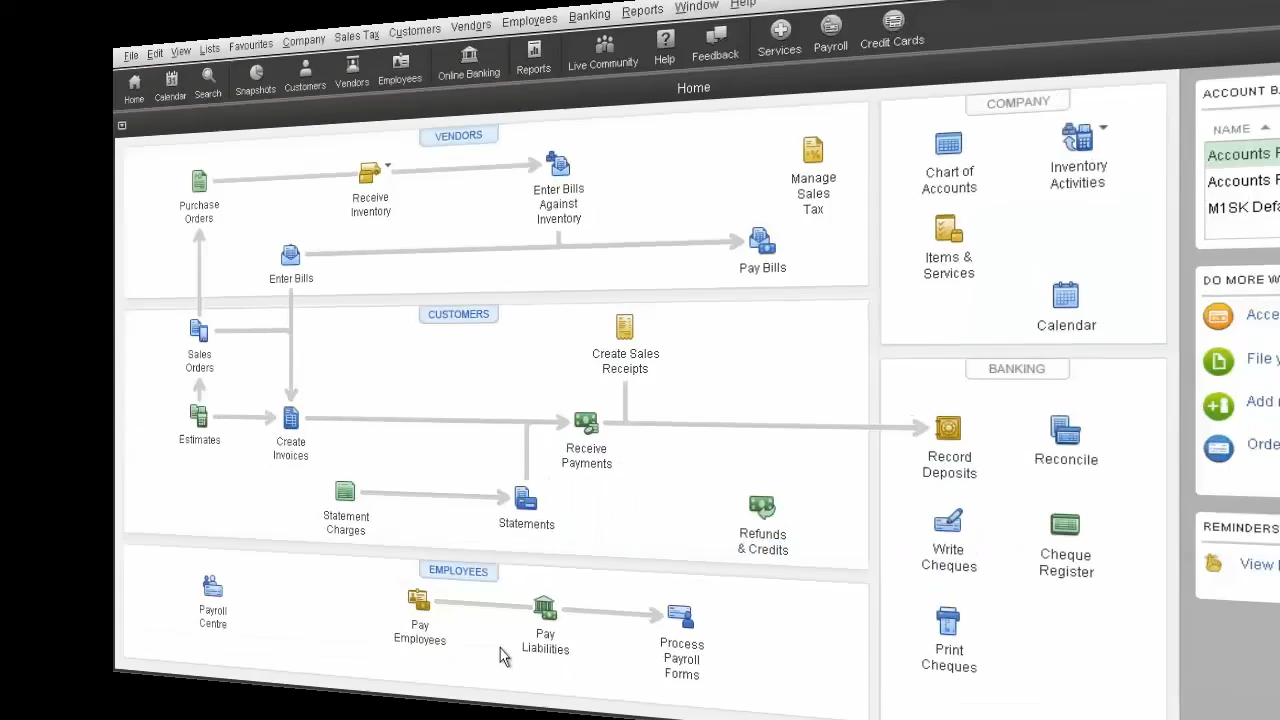 File Edit View Lists Favourites Company Sales Tax Customers Vendors Employees Banking Reports Window Help
Home Calendar Search Snapshots Customers Vendors Employees Online Banking Reports Live Community Help Feedback Services Payroll Credit Cards
Home
VENDORS
Purchase
Orders
Receive
Inventory
Enter Bills
Against
Inventory
Manage
Sales
Tax
Enter Bills
Pay Bills
CUSTOMERS
Sales
Orders
Create Sales
Receipts
Estimates
Create
Invoices
Receive
Payments
Statement
Charges
Statements
Refunds
& Credits
EMPLOYEES
Payroll
Centre
Pay
Employees
Pay
Liabilities
Process
Payroll
Forms
COMPANY
Chart of
Accounts
Inventory
Activities
Items &
Services
Calendar
BANKING
Record
Deposits
Reconcile
Write
Cheques
Cheque
Register
Print
Cheques
ACCOUNT
NAME
Accounts
Accounts
M1SK
DO MORE
File
Add
REMINDERS
View